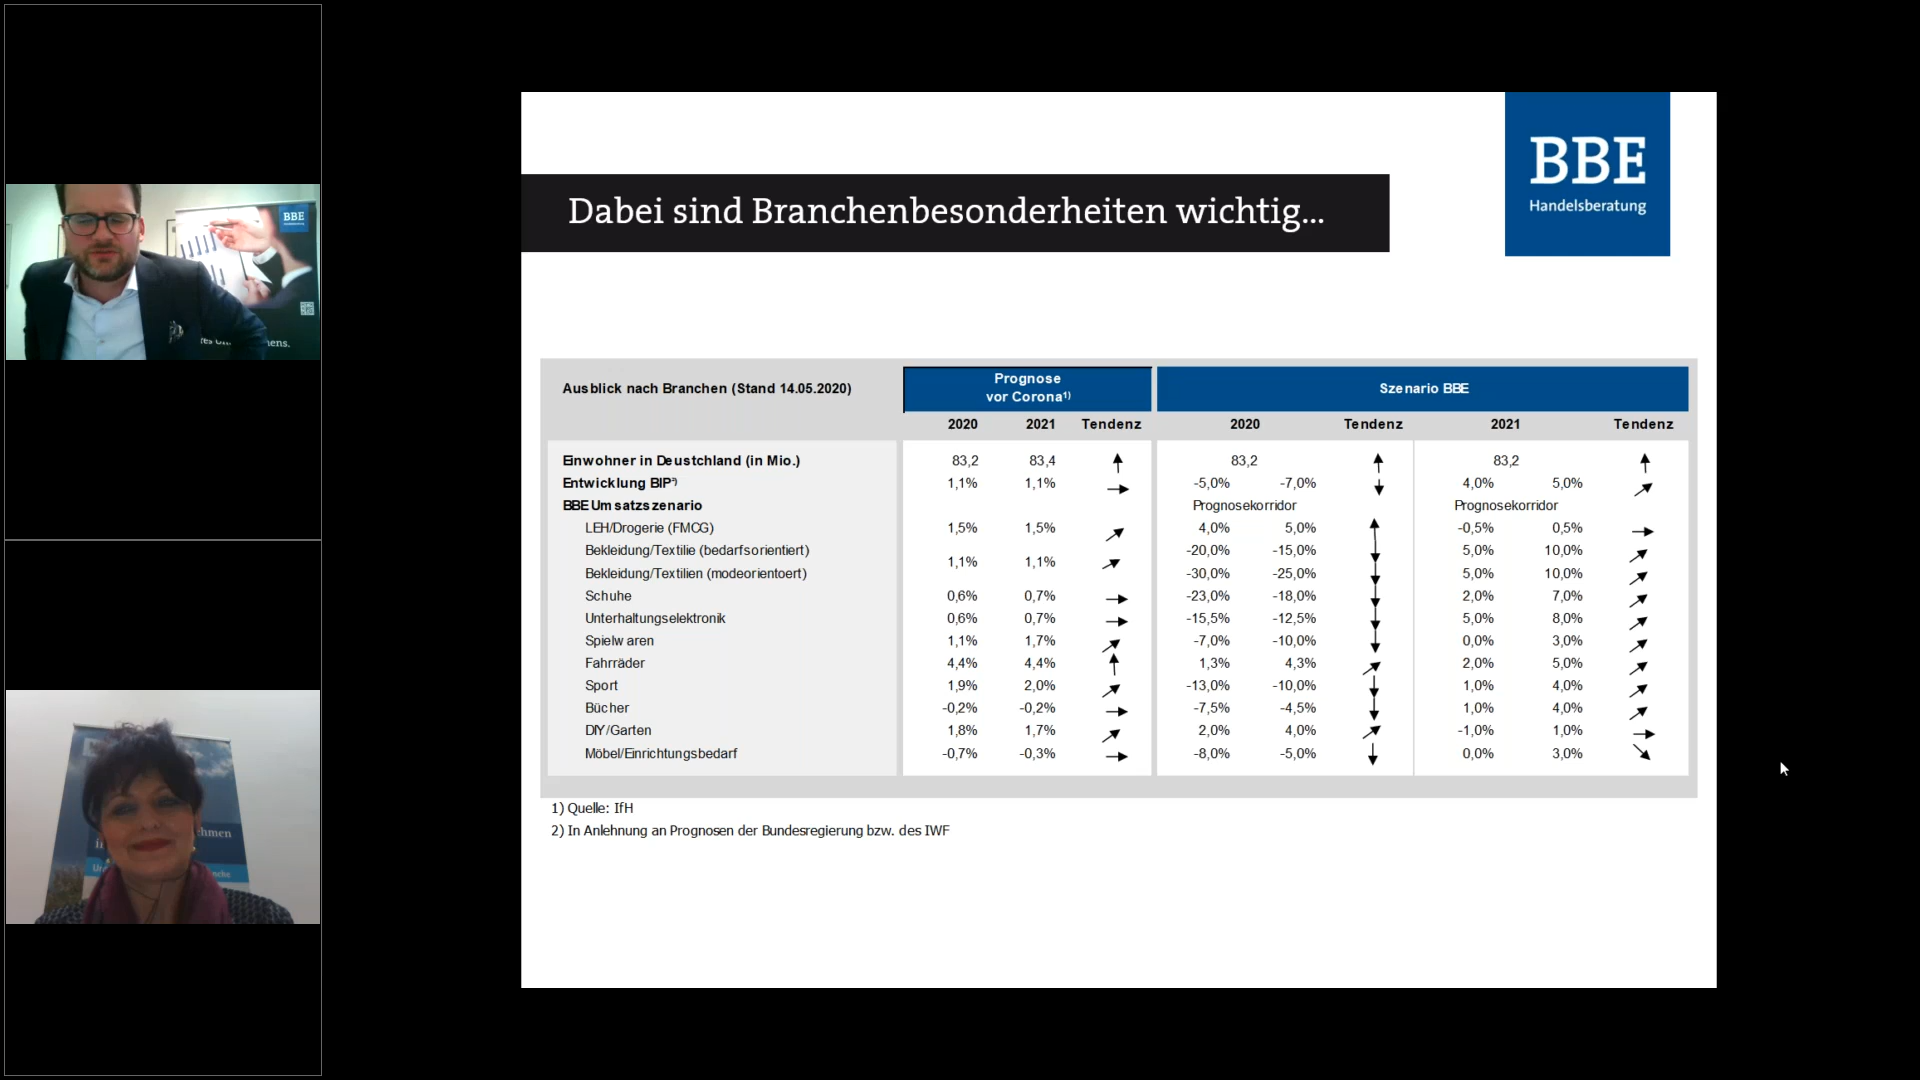 BBE
Handelsberatung
Dabei sind Branchenbesonderheiten wichtig...
Ausblick nach Branchen (Stand 14.05.2020)
Prognose
vor Corona1)
Szenario BBE
2020 2021 Tendenz 2020 Tendenz 2021 Tendenz
Einwohner in Deustchland (in Mio.) 83,2 83,4 83,2 83,2
Entwicklung BIP²) 1,1% 1,1% -5,0% -7,0% 4,0% 5,0%
BBE Umsatzszenario Prognosekorridor Prognosekorridor
LEH/Drogerie (FMCG) 1,5% 1,5% 4,0% 5,0% -0,5% 0,5%
Bekleidung/Textilie (bedarfsorientiert) -20,0% -15,0% 5,0% 10,0%
1,1% 1,1%
Bekleidung/Textilien (modeorientoert) -30,0% -25,0% 5,0% 10,0%
Schuhe 0,6% 0,7% -23,0% -18,0% 2,0% 7,0%
Unterhaltungselektronik 0,6% 0,7% -15,5% -12,5% 5,0% 8,0%
Spielwaren 1,1% 1,7% -7,0% -10,0% 0,0% 3,0%
Fahrräder 4,4% 4,4% 1,3% 4,3% 2,0% 5,0%
Sport 1,9% 2,0% -13,0% -10,0% 1,0% 4,0%
Bücher -0,2% -0,2% -7,5% -4,5% 1,0% 4,0%
DIY/Garten 1,8% 1,7% 2,0% 4,0% -1,0% 1,0%
Möbel/Einrichtungsbedarf -0,7% -0,3% -8,0% -5,0% 0,0% 3,0%
1) Quelle: IfH
2) In Anlehnung an Prognosen der Bundesregierung bzw. des IWF
BBE